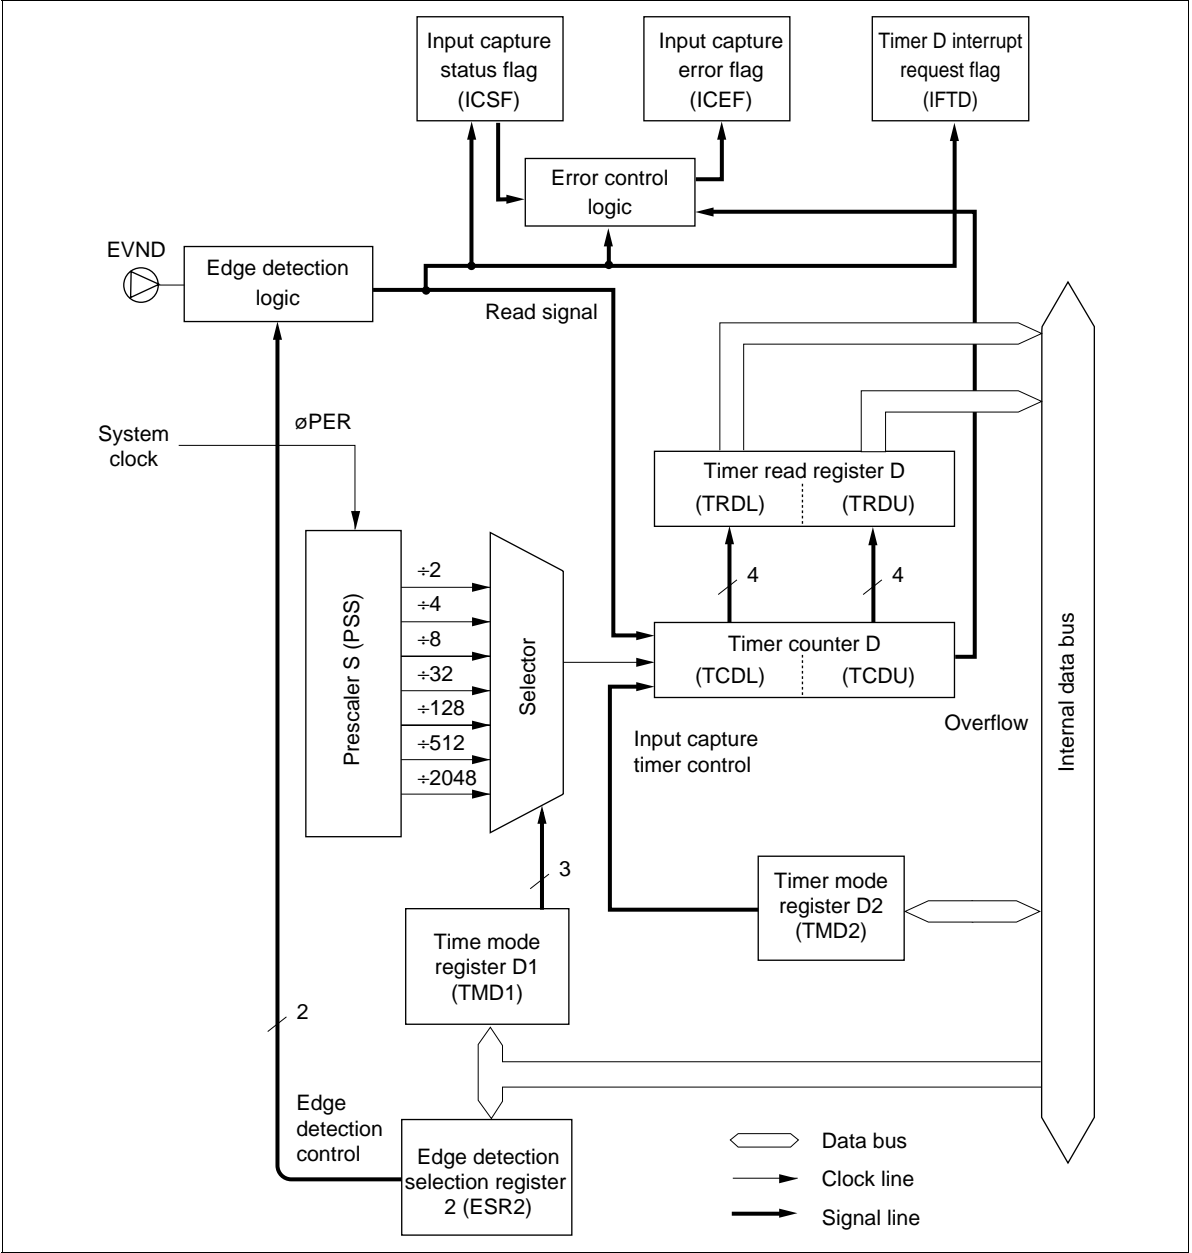 Input capture
status flag
(ICSF)
Input capture
error flag
(ICEF)
Timer D interrupt
request flag
(IFTD)
Error control
logic
EVND
Edge detection
logic
Read signal
øPER
System
clock
Timer read register D
(TRDL)
(TRDU)
4
4
Prescaler S (PSS)
÷2
÷4
÷8
÷32
÷128
÷512
÷2048
Selector
Timer counter D
(TCDL)
(TCDU)
Internal data bus
Overflow
Input capture
timer control
3
Timer mode
register D2
(TMD2)
Time mode
register D1
(TMD1)
2
Edge
detection
control
Edge detection
selection register
2 (ESR2)
Data bus
Clock line
Signal line